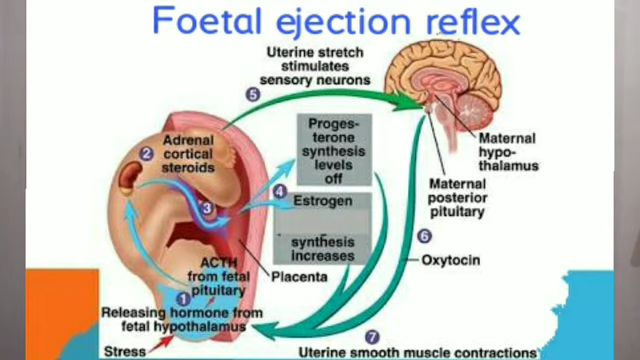 Foetal ejection reflex
Uterine stretch
stimulates
sensory neurons
5
Proges-
terone
synthesis
levels
off
Adrenal
cortical
steroids
2
3
4
Estrogen
synthesis
increases
Maternal
hypo-
thalamus
Maternal
posterior
pituitary
6
Oxytocin
Placenta
ACTH
from fetal
pituitary
1
Releasing hormone from
fetal hypothalamus
Stress
7
Uterine smooth muscle contractions